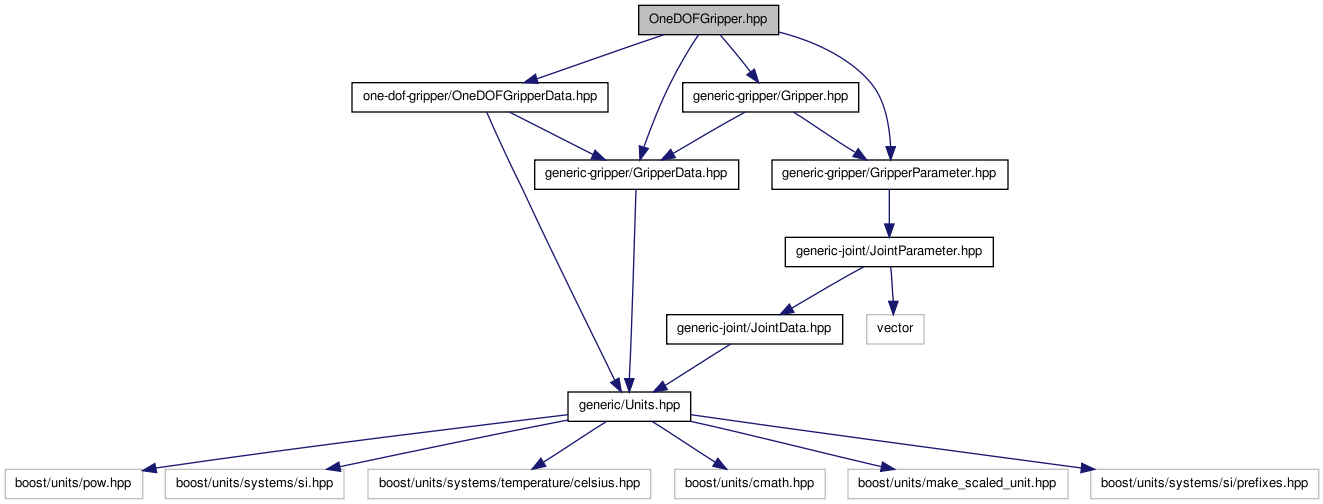 OneDOFGripper.hpp
one-dof-gripper/OneDOFGripperData.hpp
generic-gripper/Gripper.hpp
generic-gripper/GripperData.hpp
generic-gripper/GripperParameter.hpp
generic-joint/JointParameter.hpp
generic-joint/JointData.hpp
vector
generic/Units.hpp
boost/units/pow.hpp
boost/units/systems/si.hpp
boost/units/systems/temperature/celsius.hpp
boost/units/cmath.hpp
boost/units/make_scaled_unit.hpp
boost/units/systems/si/prefixes.hpp